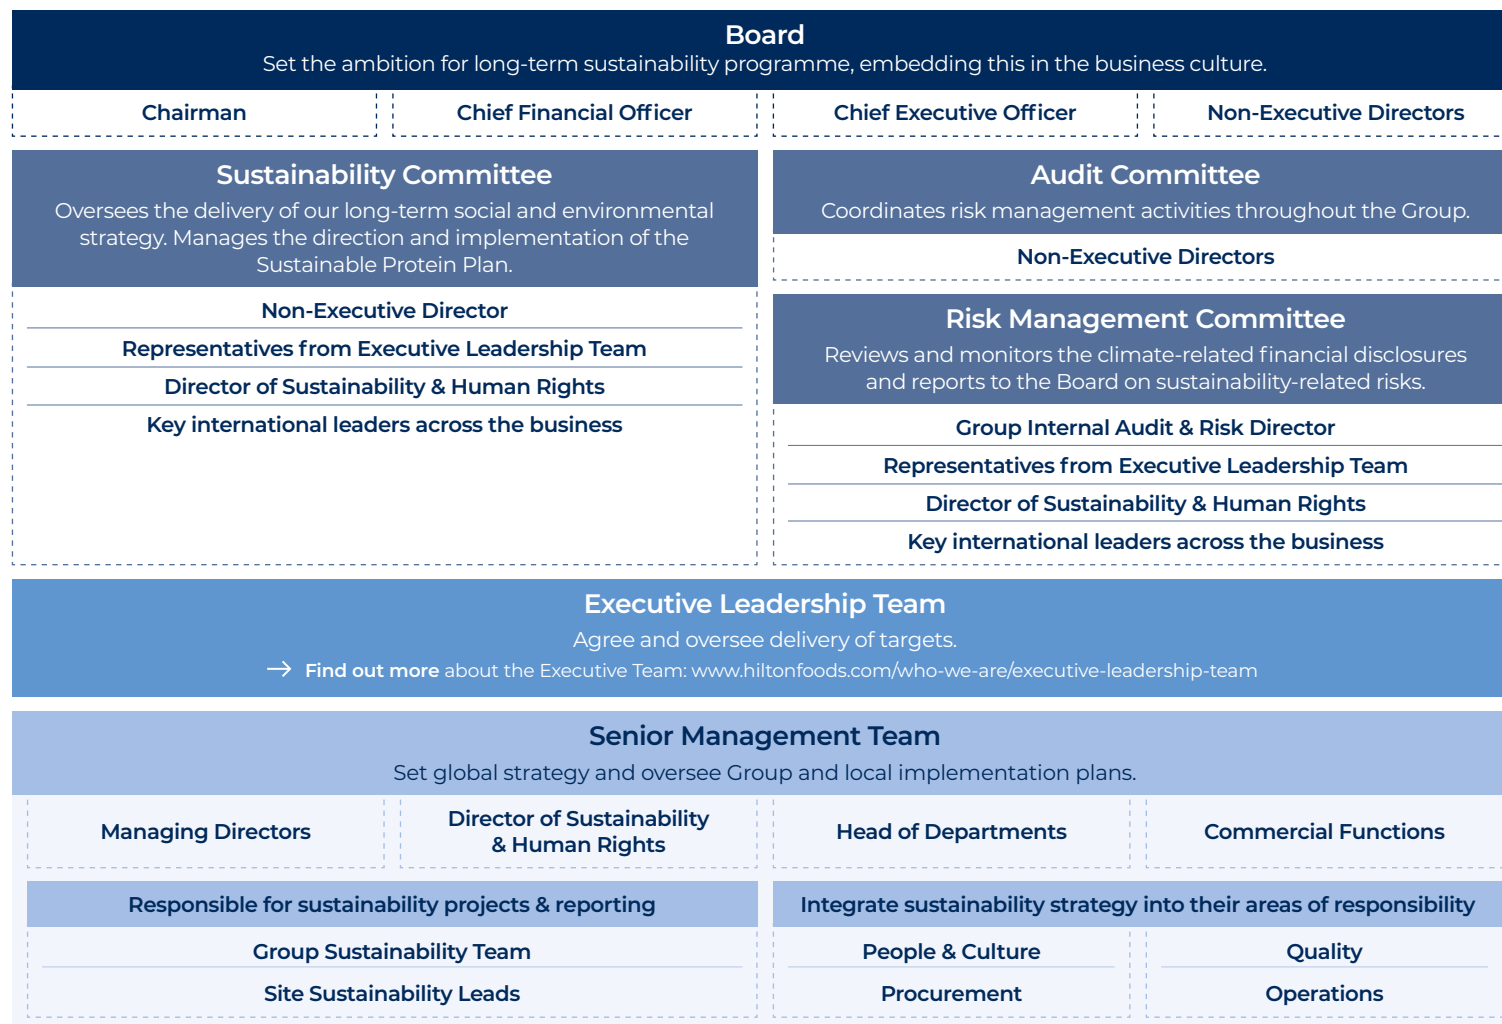 Board
Set the ambition for long-term sustainability programme, embedding this in the business culture.
Chairman
Chief Financial Officer
Chief Executive Officer
Non-Executive Directors
Sustainability Committee
Oversees the delivery of our long-term social and environmental
strategy. Manages the direction and implementation of the
Sustainable Protein Plan.
Non-Executive Director
Representatives from Executive Leadership Team
Director of Sustainability & Human Rights
Key international leaders across the business
Audit Committee
Coordinates risk management activities throughout the Group.
Non-Executive Directors
Risk Management Committee
Reviews and monitors the climate-related financial disclosures
and reports to the Board on sustainability-related risks.
Group Internal Audit & Risk Director
Representatives from Executive Leadership Team
Director of Sustainability & Human Rights
Key international leaders across the business
Executive Leadership Team
Agree and oversee delivery of targets.
→ Find out more about the Executive Team: www.hiltonfoods.com/who-we-are/executive-leadership-team
Senior Management Team
Set global strategy and oversee Group and local implementation plans.
Managing Directors
Director of Sustainability
& Human Rights
Head of Departments
Commercial Functions
Responsible for sustainability projects & reporting
Group Sustainability Team
Site Sustainability Leads
Integrate sustainability strategy into their areas of responsibility
People & Culture
Procurement
Quality
Operations